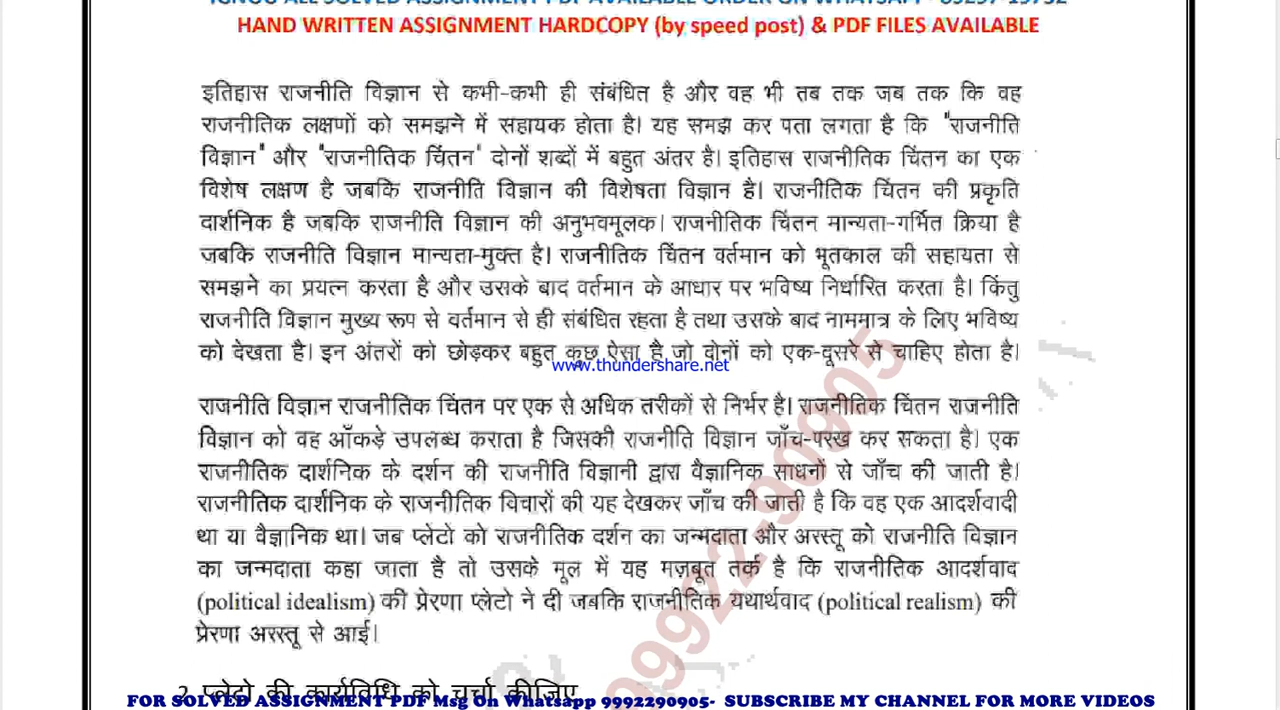 IGNOU ALL SOLVED ASSIGNMENT PDF AVAILABLE ORDER ON WHATSAPP
HAND WRITTEN ASSIGNMENT HARDCOPY (by speed post) & PDF FILES AVAILABLE
इतिहास राजनीति विज्ञान से कभी-कभी ही संबंधित है और वह भी तब तक जब तक कि वह
राजनीतिक लक्षणों को समझने में सहायक होता है। यह समझ कर पता लगता है कि "राजनीति
विज्ञान" और "राजनीतिक चिंतन" दोनों शब्दों में बहुत अंतर है। इतिहास राजनीतिक चिंतन का एक
विशेष लक्षण है जबकि राजनीति विज्ञान की विशेषता विज्ञान है। राजनीतिक चिंतन की प्रकृति
दार्शनिक है जबकि राजनीति विज्ञान की अनुभवमूलक। राजनीतिक चिंतन मान्यता-गर्भित क्रिया है
जबकि राजनीति विज्ञान मान्यता-मुक्त है। राजनीतिक चिंतन वर्तमान को भूतकाल की सहायता से
समझने का प्रयत्न करता है और उसके बाद वर्तमान के आधार पर भविष्य निर्धारित करता है। किंतु
राजनीति विज्ञान मुख्य रूप से वर्तमान से ही संबंधित रहता है तथा उसके बाद नाममात्र के लिए भविष्य
को देखता है। इन अंतरों को छोड़कर बहुत कुछ ऐसा है जो दोनों को एक-दूसरे से चाहिए होता है।
www.thundershare.net
राजनीति विज्ञान राजनीतिक चिंतन पर एक से अधिक तरीकों से निर्भर है। राजनीतिक चिंतन राजनीति
विज्ञान को वह आँकड़े उपलब्ध कराता है जिसकी राजनीति विज्ञान जाँच-परख कर सकता है। एक
राजनीतिक दार्शनिक के दर्शन की राजनीति विज्ञानी द्वारा वैज्ञानिक साधनों से जाँच की जाती है।
राजनीतिक दार्शनिक के राजनीतिक विचारों की यह देखकर जाँच की जाती है कि वह एक आदर्शवादी
था या वैज्ञानिक था। जब प्लेटो को राजनीतिक दर्शन का जन्मदाता और अरस्तू को राजनीति विज्ञान
का जन्मदाता कहा जाता है तो उसके मूल में यह मज़बूत तर्क है कि राजनीतिक आदर्शवाद
(political idealism) की प्रेरणा प्लेटो ने दी जबकि राजनीतिक यथार्थवाद (political realism) की
प्रेरणा अरस्तू से आई।
99922-90905
2. प्लेटो की कार्यविधि को चर्चा कीजिए
FOR SOLVED ASSIGNMENT PDF Msg On Whatsapp 9992290905- SUBSCRIBE MY CHANNEL FOR MORE VIDEOS